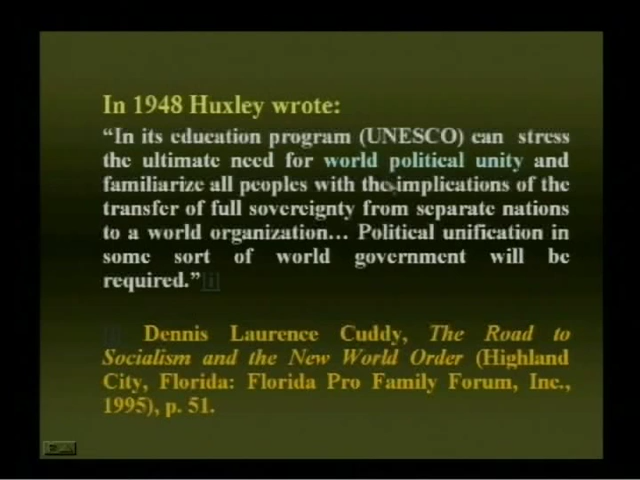 In 1948 Huxley wrote:
“In its education program (UNESCO) can stress
the ultimate need for world political unity and
familiarize all peoples with the implications of the
transfer of full sovereignty from separate nations
to a world organization… Political unification in
some sort of world government will be
required.”[i]
[i] Dennis Laurence Cuddy, The Road to
Socialism and the New World Order (Highland
City, Florida: Florida Pro Family Forum, Inc.,
1995), p. 51.